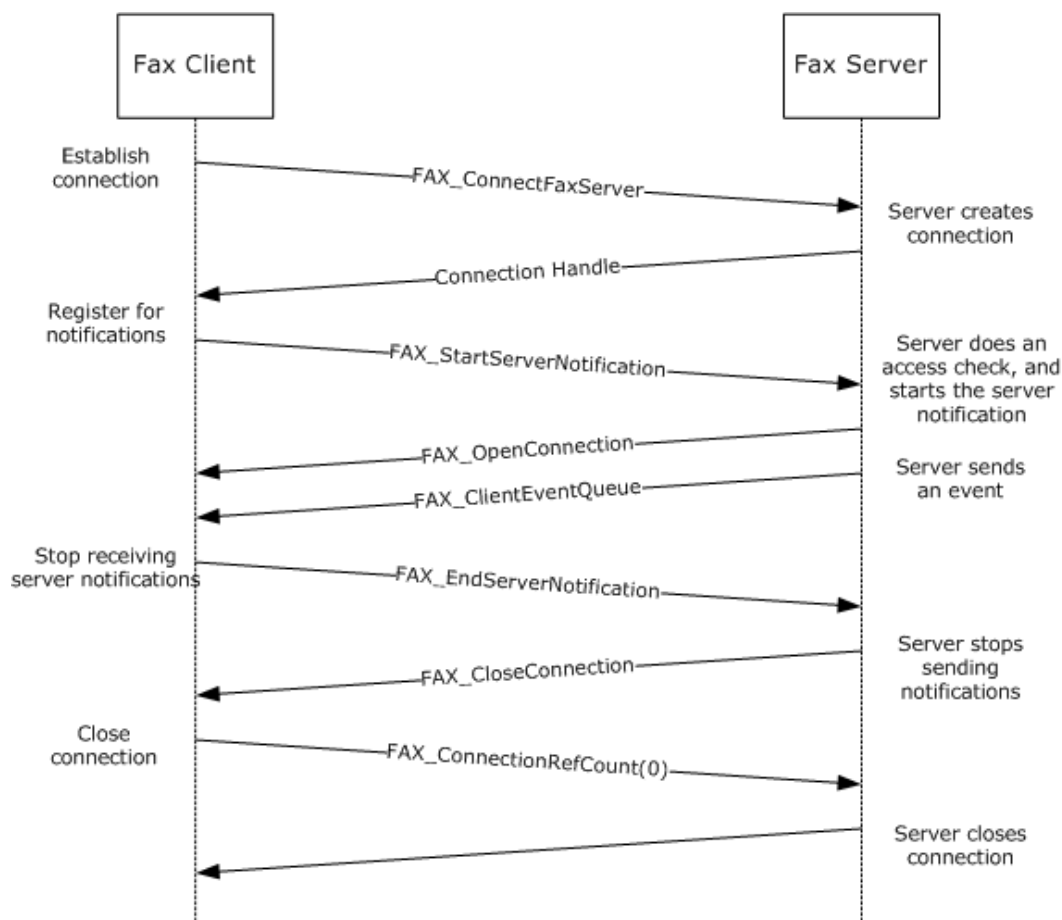 Fax Client
Fax Server
Establish
connection
FAX_ConnectFaxServer
Server creates
connection
Connection Handle
Register for
notifications
FAX_StartServerNotification
Server does an
access check, and
starts the server
notification
FAX_OpenConnection
Server sends
an event
FAX_ClientEventQueue
Stop receiving
server notifications
FAX_EndServerNotification
Server stops
sending
notifications
FAX_CloseConnection
Close
connection
FAX_ConnectionRefCount(0)
Server closes
connection